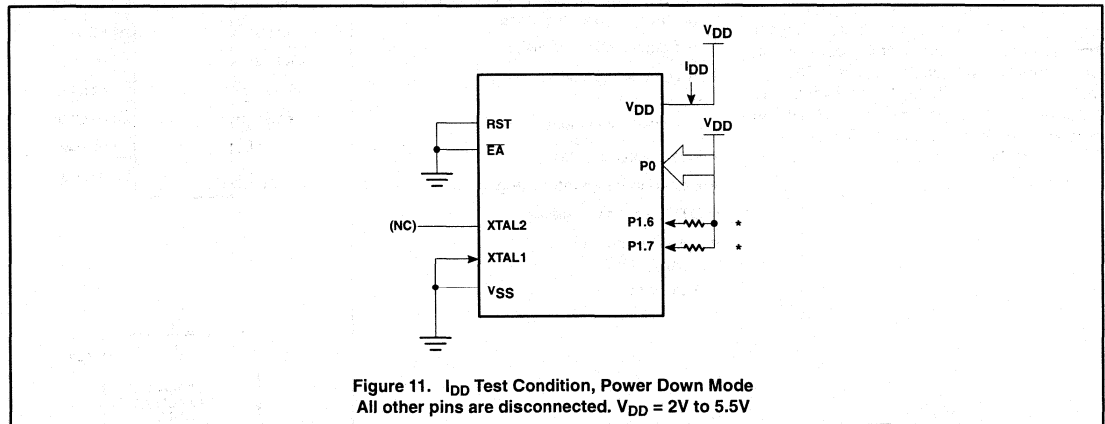 VDD
IDD
VDD
RST
EA
VDD
P0
(NC)
XTAL2
P1.6
*
P1.7
*
XTAL1
VSS
Figure 11. IDD Test Condition, Power Down Mode
All other pins are disconnected. VDD = 2V to 5.5V